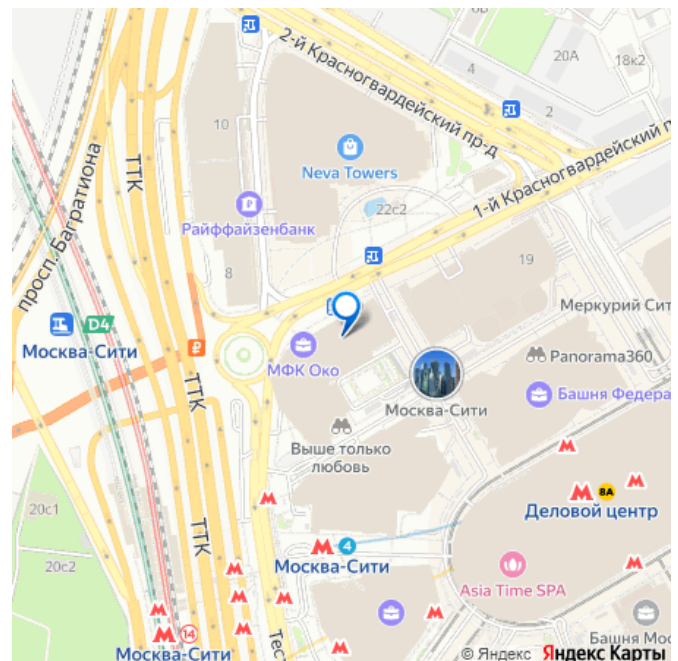 6Б
2-й Красногвардейский пр-д
20А
18к2
4
2
10
Neva Towers
1-й Красногвардейский п
22с2
Райффайзенбанк
просп. Багратиона
ТТК
8
19
Меркурий Сит
D4
Москва-Сити
₽
МФК Око
Panorama360
Башня Федера
Москва-Сити
ТТК
Выше только
любовь
8А
Деловой центр
20с1
ТТК
4
Москва-Сити
20с2
Asia Time SPA
14
Москва-Сити
Тест
Башня Мос
© Яндекс Яндекс Карты